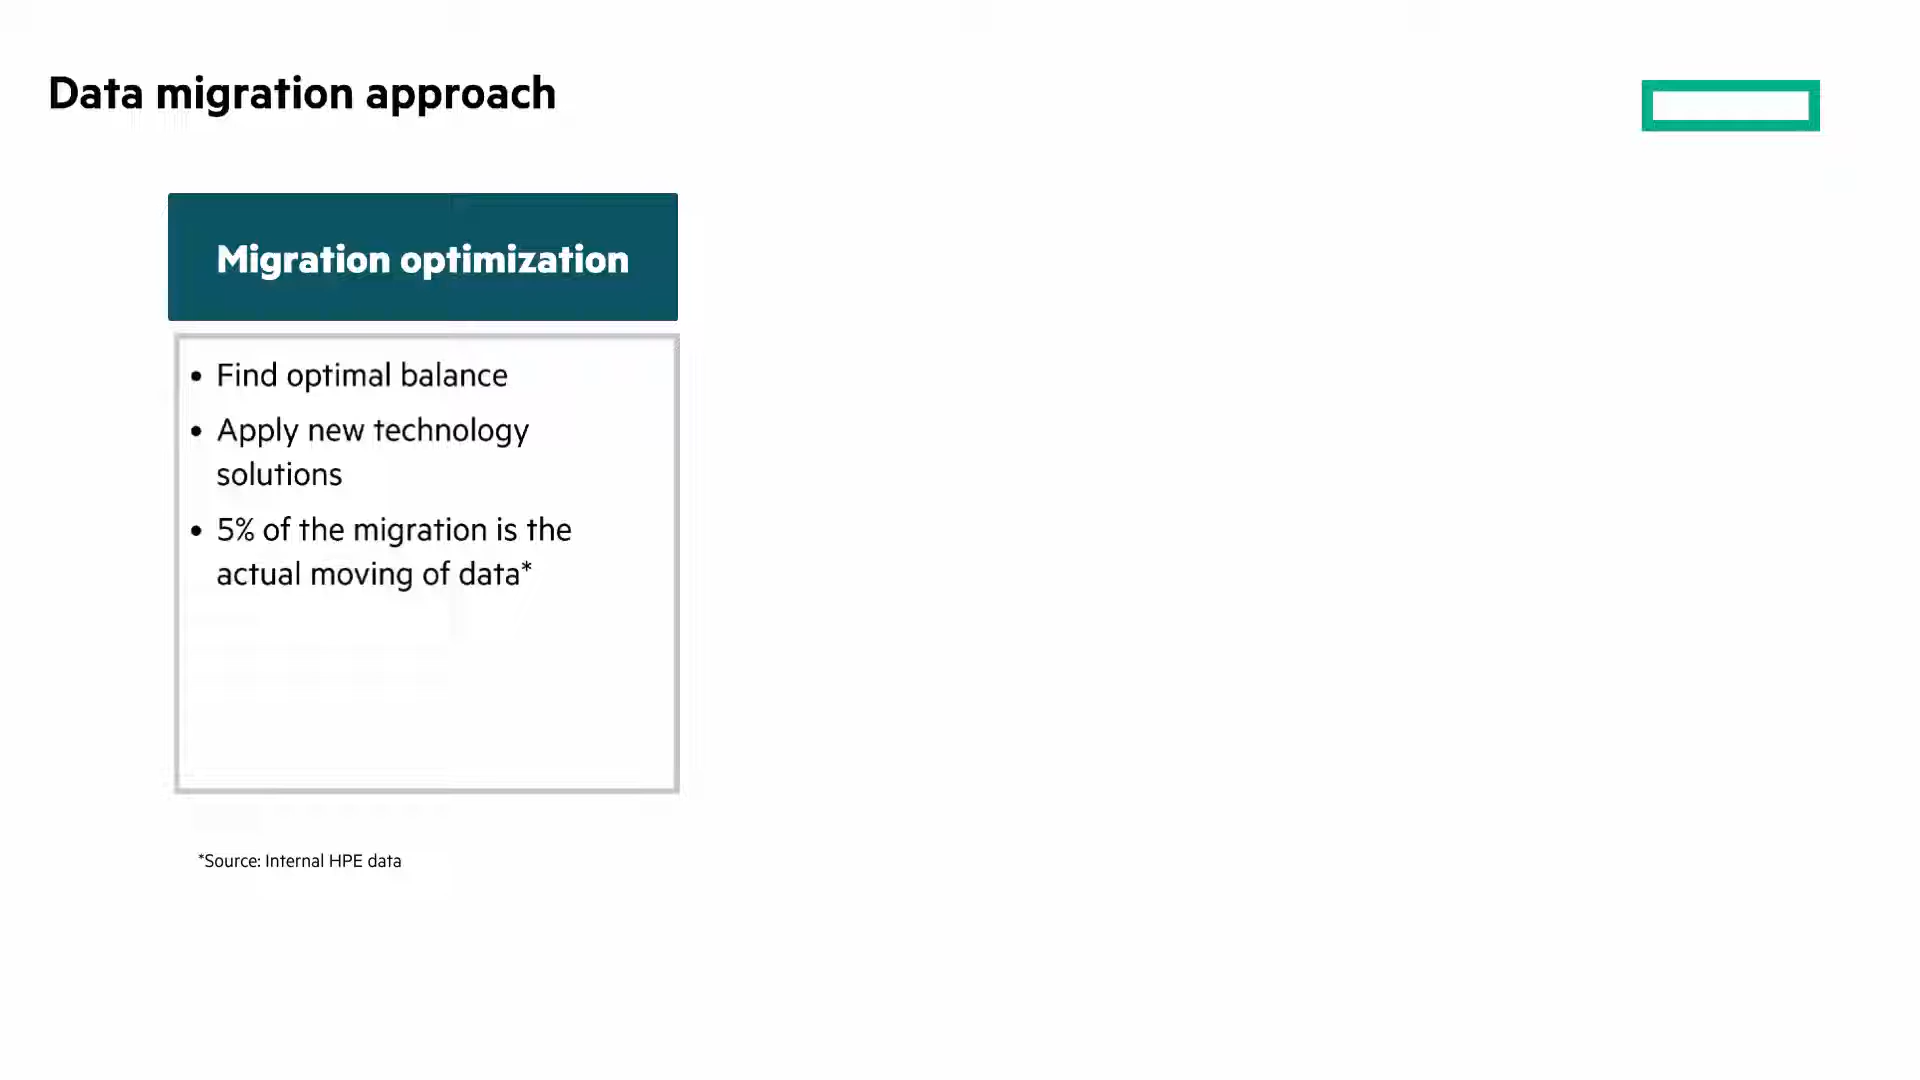 Data migration approach
Migration optimization
• Find optimal balance
• Apply new technology
solutions
• 5% of the migration is the
actual moving of data*
*Source: Internal HPE data